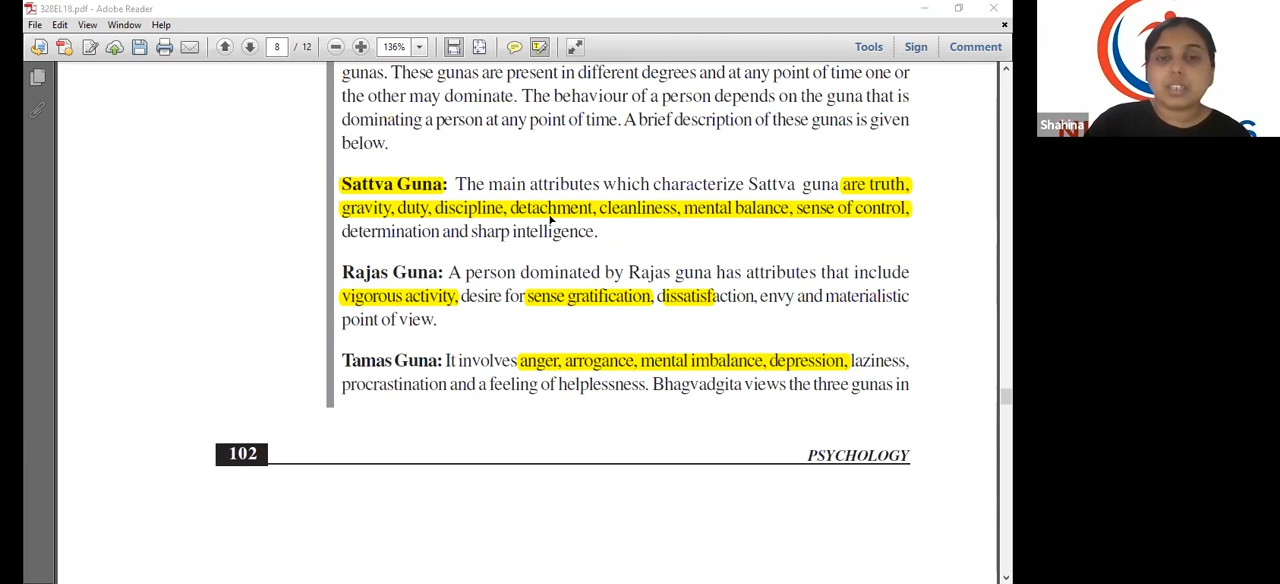 328EL18.pdf - Adobe Reader
File Edit View Window Help
8 / 12 136% Tools Sign Comment
gunas. These gunas are present in different degrees and at any point of time one or
the other may dominate. The behaviour of a person depends on the guna that is
dominating a person at any point of time. A brief description of these gunas is given
below.
Sattva Guna: The main attributes which characterize Sattva guna are truth,
gravity, duty, discipline, detachment, cleanliness, mental balance, sense of control,
determination and sharp intelligence.
Rajas Guna: A person dominated by Rajas guna has attributes that include
vigorous activity, desire for sense gratification, dissatisfaction, envy and materialistic
point of view.
Tamas Guna: It involves anger, arrogance, mental imbalance, depression, laziness,
procrastination and a feeling of helplessness. Bhagvadgita views the three gunas in
102 PSYCHOLOGY
Shahina